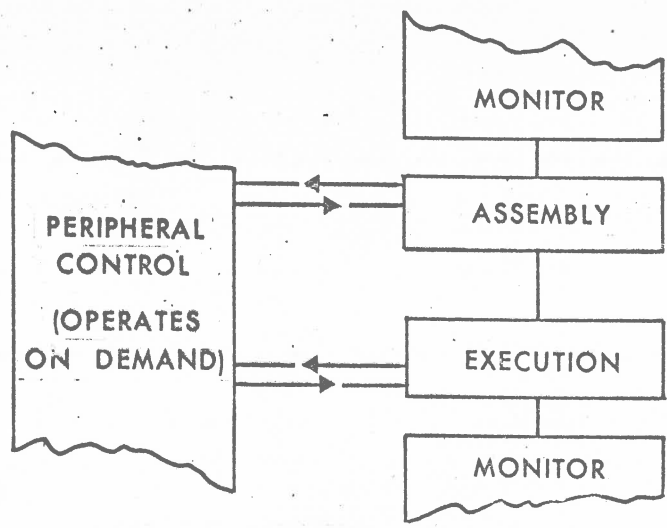 MONITOR
ASSEMBLY
PERIPHERAL
CONTROL
(OPERATES
ON DEMAND)
EXECUTION
MONITOR